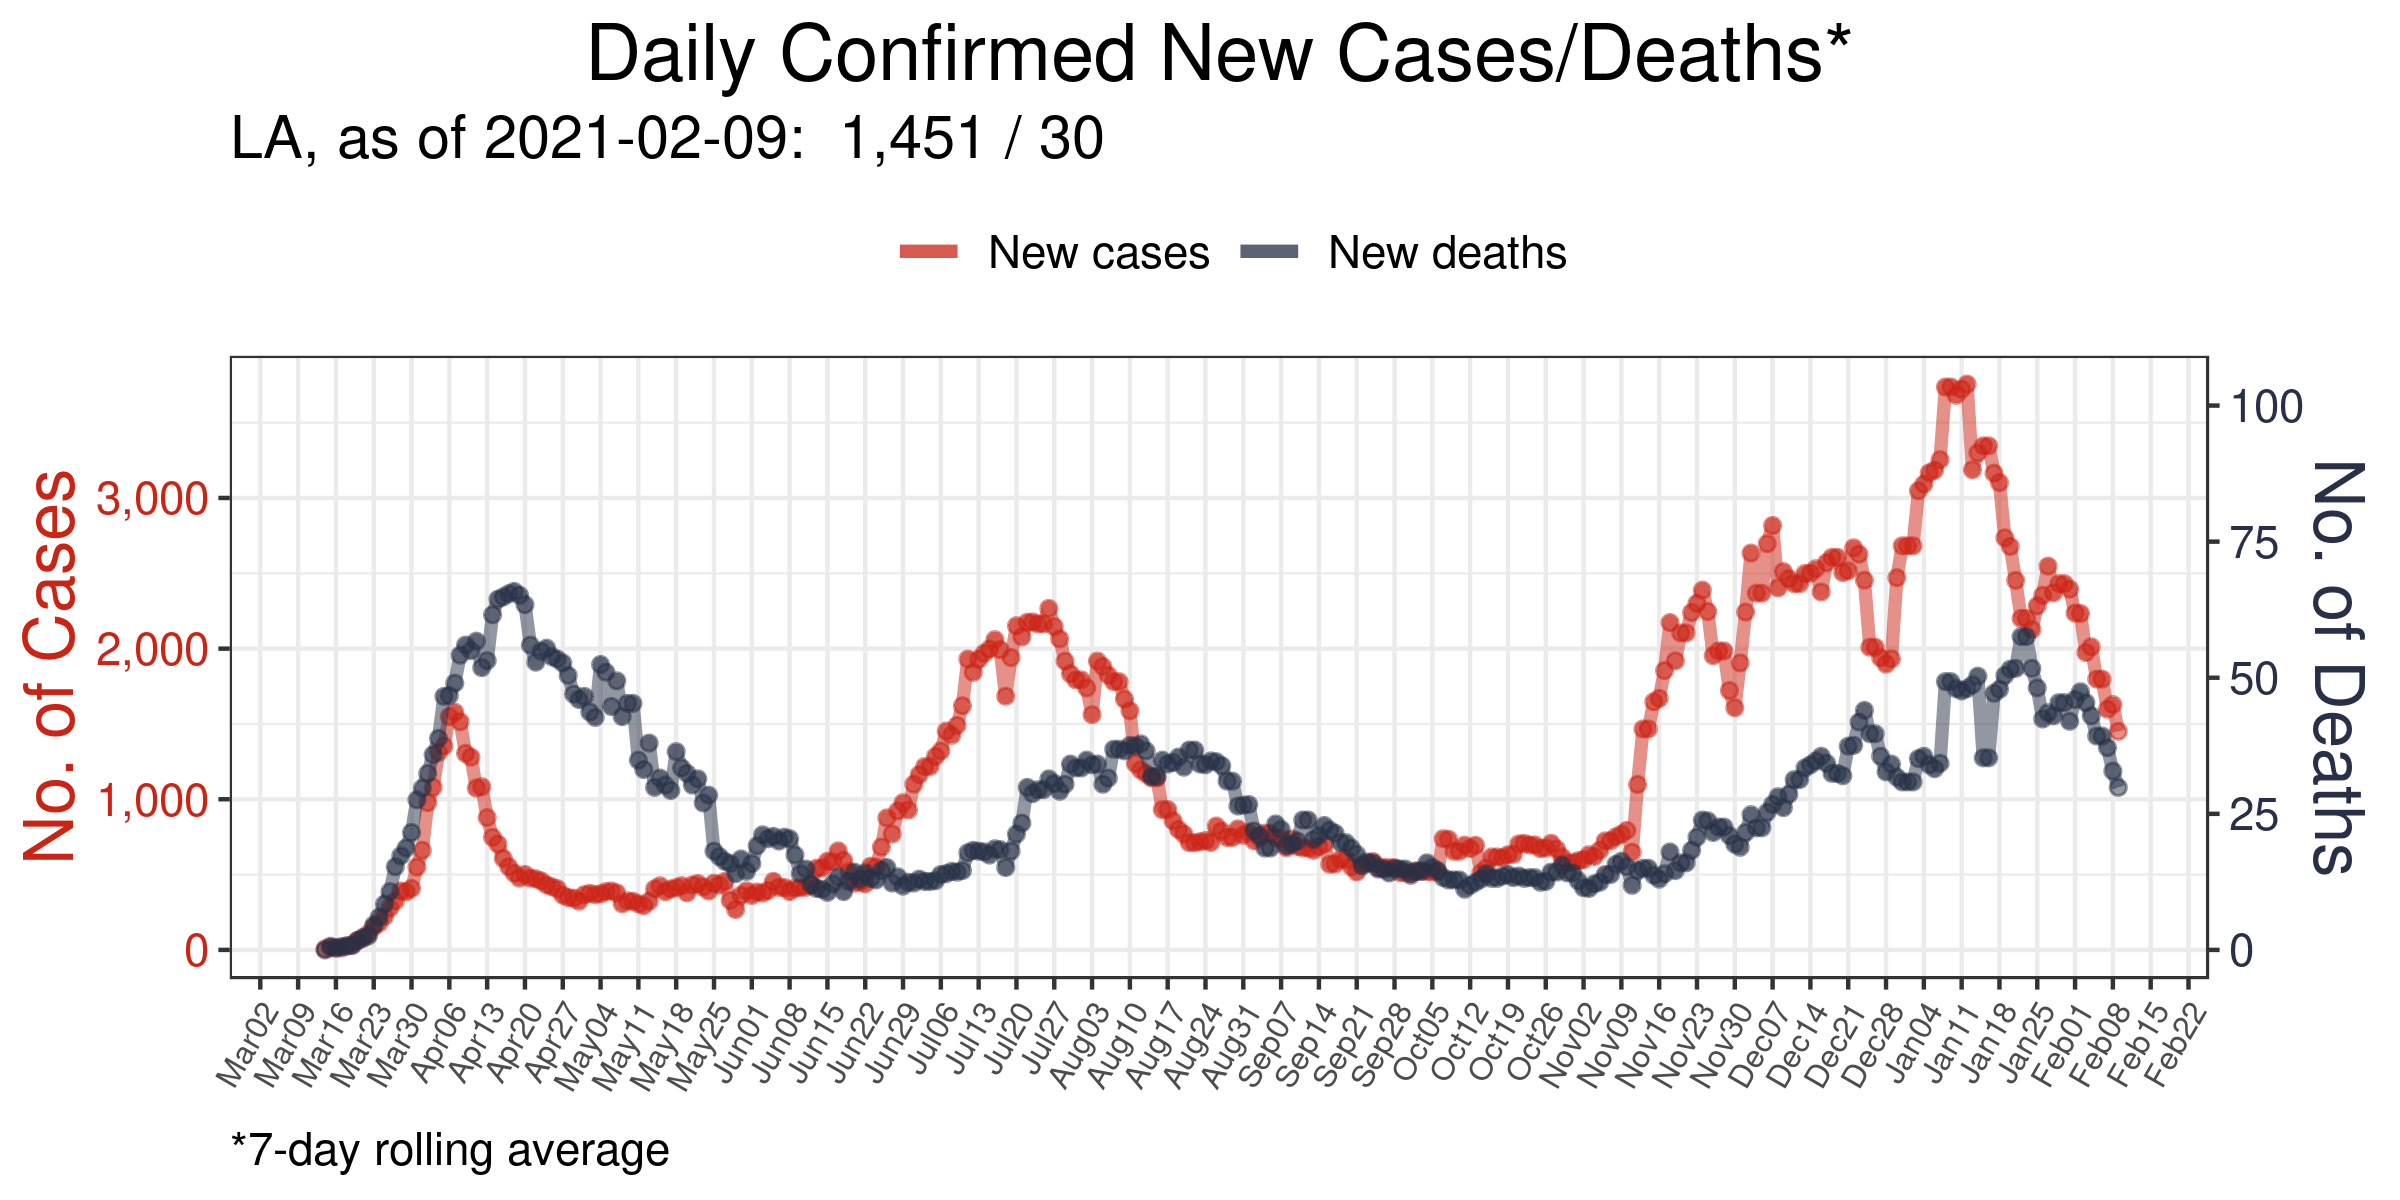 Daily Confirmed New Cases/Deaths*
LA, as of 2021-02-09:  1,451 / 30
New cases New deaths
No. of Cases
3,000
2,000
1,000
0
100
75
50
25
0
No. of Deaths
Mar02 Mar09 Mar16 Mar23 Mar30 Apr06 Apr13 Apr20 Apr27 May04 May11 May18 May25 Jun01 Jun08 Jun15 Jun22 Jun29 Jul06 Jul13 Jul20 Jul27 Aug03 Aug10 Aug17 Aug24 Aug31 Sep07 Sep14 Sep21 Sep28 Oct05 Oct12 Oct19 Oct26 Nov02 Nov09 Nov16 Nov23 Nov30 Dec07 Dec14 Dec21 Dec28 Jan04 Jan11 Jan18 Jan25 Feb01 Feb08 Feb15 Feb22
*7-day rolling average